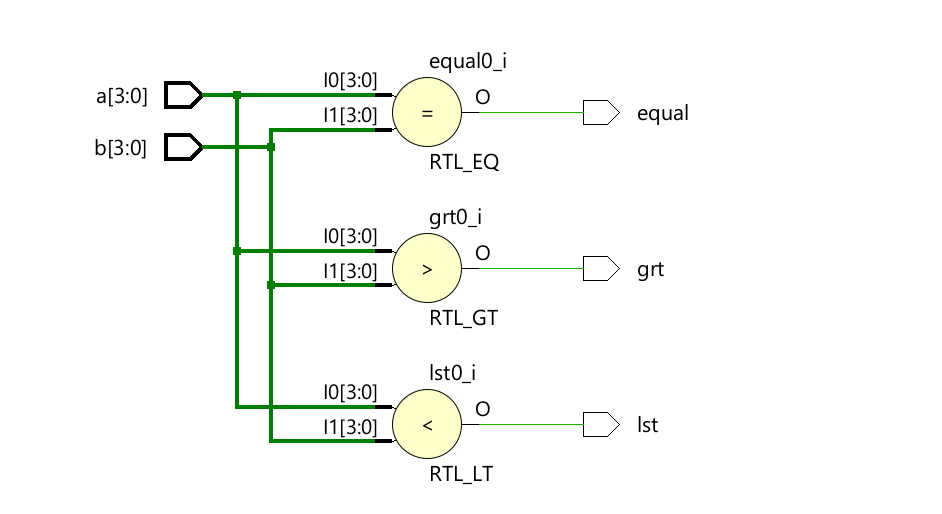 equal0_i
a[3:0]
I0[3:0]
I1[3:0]
=
O
equal
b[3:0]
RTL_EQ
grt0_i
I0[3:0]
I1[3:0]
>
O
grt
RTL_GT
lst0_i
I0[3:0]
I1[3:0]
<
O
lst
RTL_LT